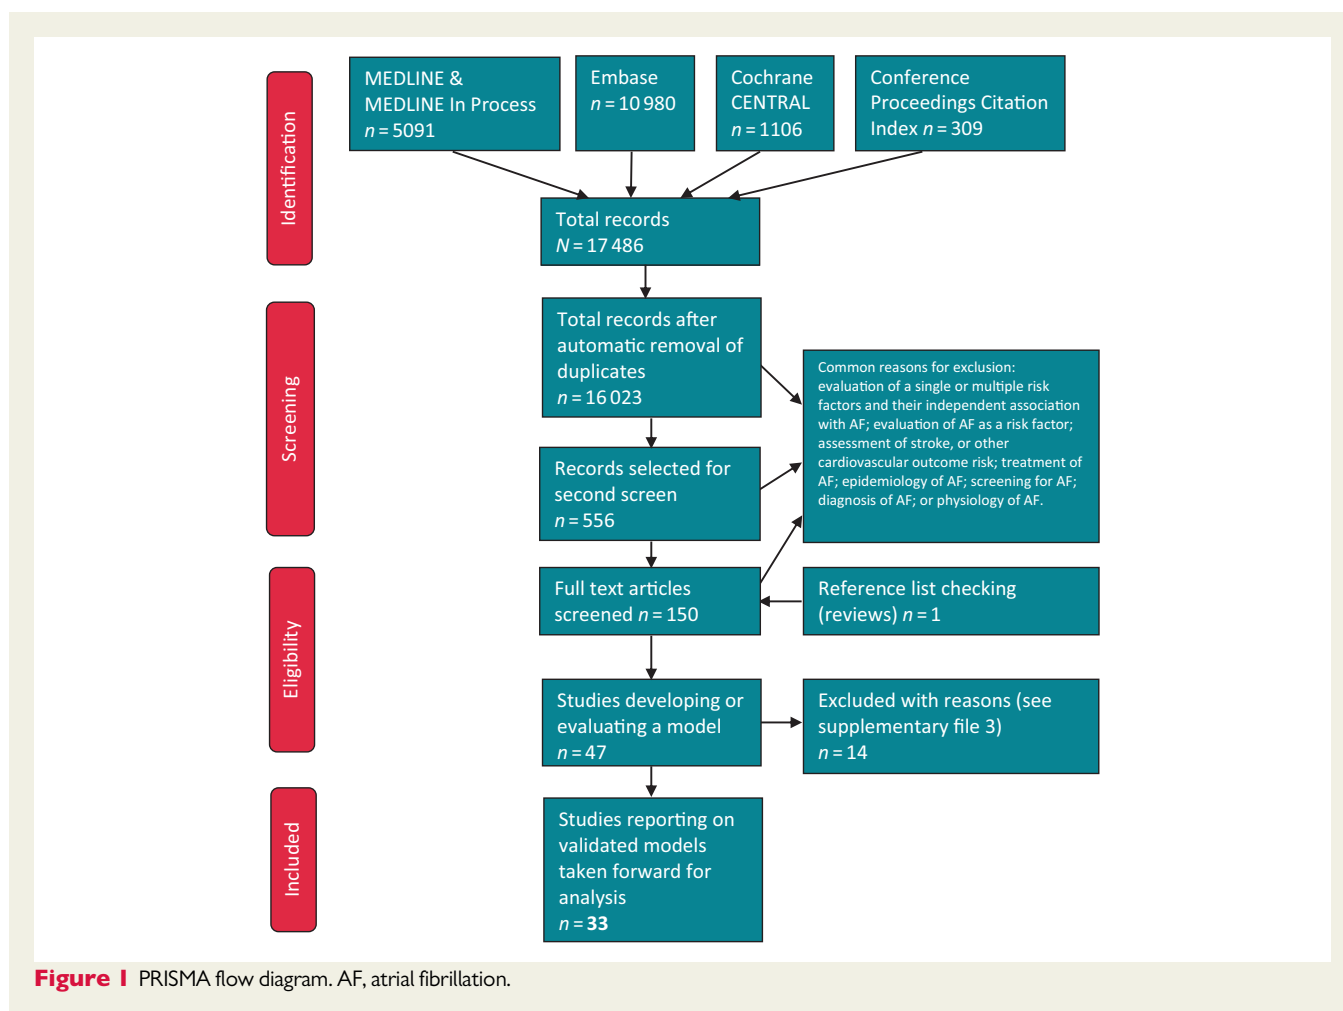 Identification
MEDLINE &
MEDLINE In Process
n = 5091
Embase
n = 10 980
Cochrane
CENTRAL
n = 1106
Conference
Proceedings Citation
Index n = 309
Total records
N = 17 486
Screening
Total records after
automatic removal of
duplicates
n = 16 023
Common reasons for exclusion:
evaluation of a single or multiple risk
factors and their independent association
with AF; evaluation of AF as a risk factor;
assessment of stroke, or other
cardiovascular outcome risk; treatment of
AF; epidemiology of AF; screening for AF;
diagnosis of AF; or physiology of AF.
Records selected for
second screen
n = 556
Eligibility
Full text articles
screened n = 150
Reference list checking
(reviews) n = 1
Studies developing or
evaluating a model
n = 47
Excluded with reasons (see
supplementary file 3)
n = 14
Included
Studies reporting on
validated models
taken forward for
analysis
n = 33
Figure 1 PRISMA flow diagram. AF, atrial fibrillation.